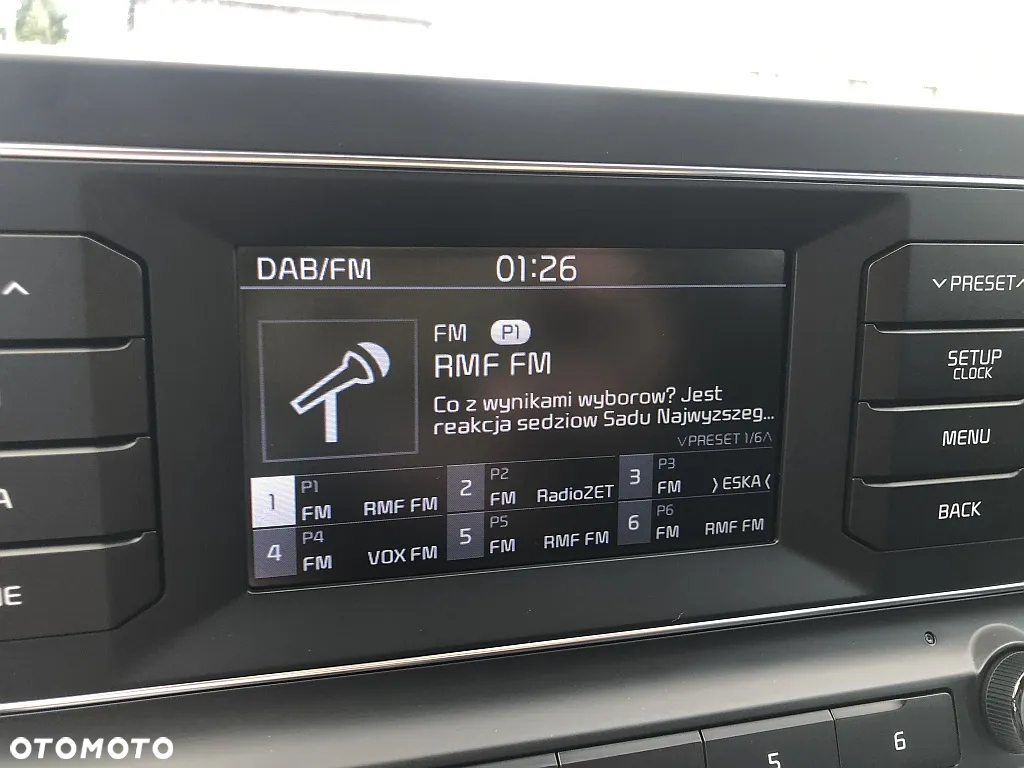 DAB/FM 01:26
FM P1
RMF FM
Co z wynikami wyborow? Jest
reakcja sedziow Sadu Najwyzszeg...
˅PRESET 1/6˄
1 P1 FM RMF FM
2 P2 FM RadioZET
3 P3 FM ⟩ESKA⟨
4 P4 FM VOX FM
5 P5 FM RMF FM
6 P6 FM RMF FM
˅PRESET˄
SETUP
CLOCK
MENU
BACK
5
6
OTOMOTO